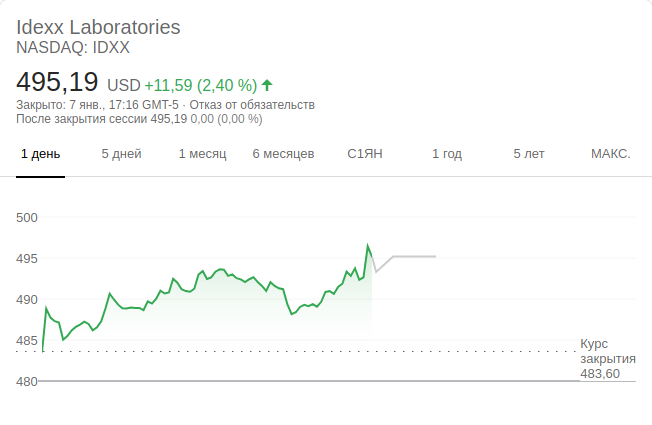 Idexx Laboratories
NASDAQ: IDXX
495,19 USD +11,59 (2,40 %)
Закрыто: 7 янв., 17:16 GMT-5 · Отказ от обязательств
После закрытия сессии 495,19 0,00 (0,00 %)
1 день 5 дней 1 месяц 6 месяцев С1ЯН 1 год 5 лет МАКС.
500
495
490
485
Курс
закрытия
483,60
480